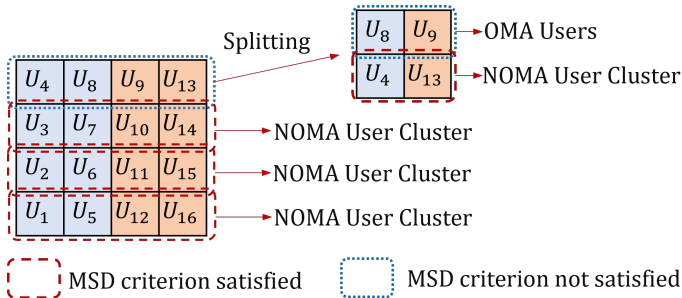 U₈ U₉ OMA Users
Splitting
U₄ U₁₃ NOMA User Cluster
U₄ U₈ U₉ U₁₃
U₃ U₇ U₁₀ U₁₄ NOMA User Cluster
U₂ U₆ U₁₁ U₁₅ NOMA User Cluster
U₁ U₅ U₁₂ U₁₆ NOMA User Cluster
MSD criterion satisfied
MSD criterion not satisfied